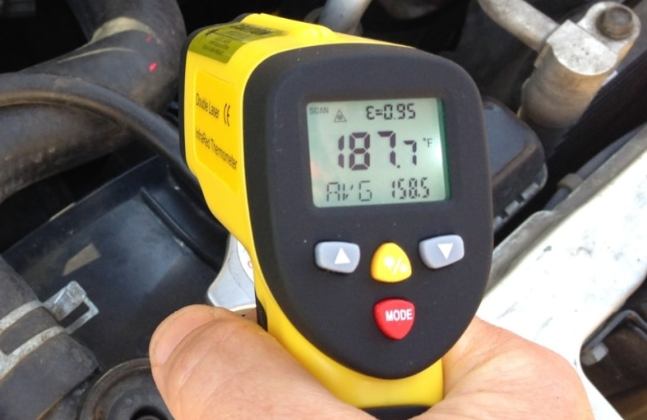 Double Laser CE
InfraRed Thermometer
SCAN ε=0.95
187.7 °F
AVG 158.5
MODE